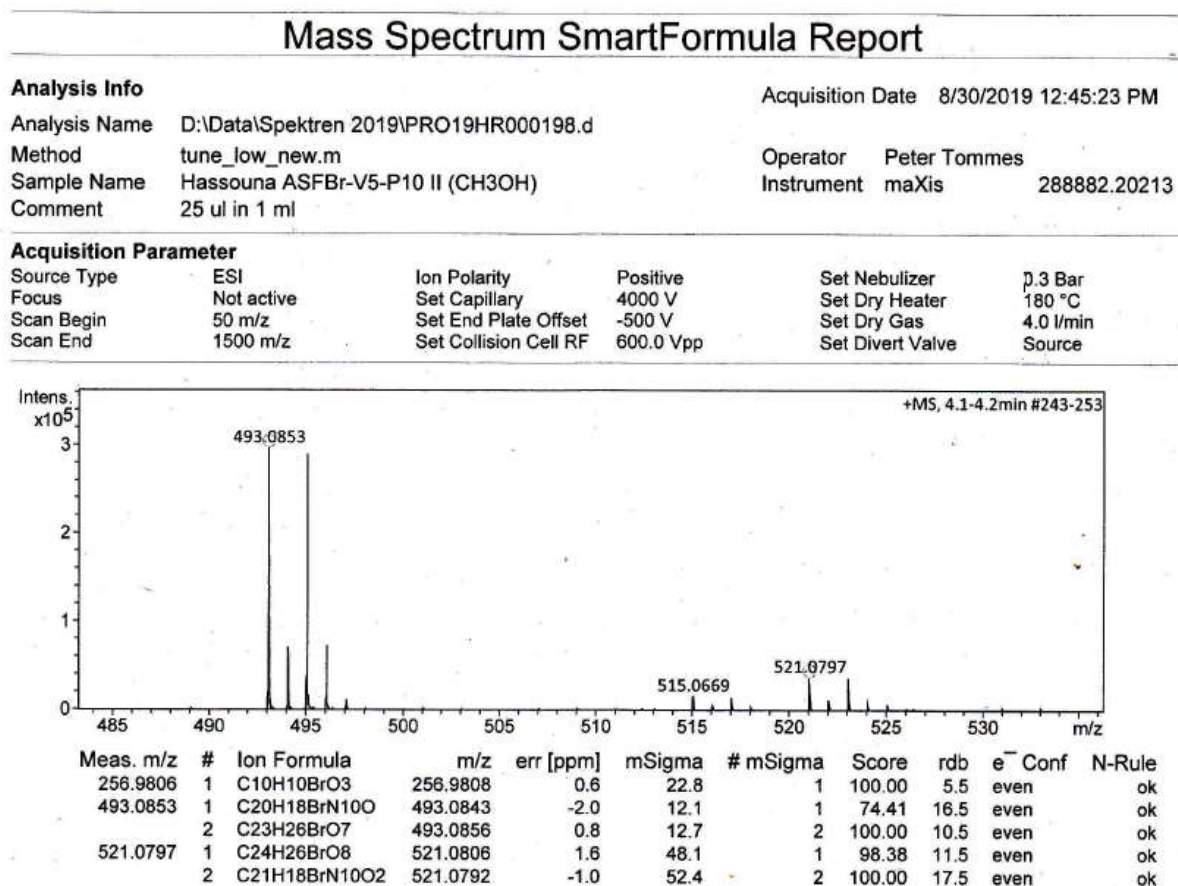 Mass Spectrum SmartFormula Report
Analysis Info
Acquisition Date 8/30/2019 12:45:23 PM
Analysis Name D:\Data\Spektren 2019\PRO19HR000198.d
Method tune_low_new.m
Operator Peter Tommes
Sample Name Hassouna ASFBr-V5-P10 II (CH3OH)
Instrument maXis 288882.20213
Comment 25 ul in 1 ml
Acquisition Parameter
Source Type ESI Ion Polarity Positive Set Nebulizer 0.3 Bar
Focus Not active Set Capillary 4000 V Set Dry Heater 180 °C
Scan Begin 50 m/z Set End Plate Offset -500 V Set Dry Gas 4.0 l/min
Scan End 1500 m/z Set Collision Cell RF 600.0 Vpp Set Divert Valve Source
Intens.
x10⁵
+MS, 4.1-4.2min #243-253
493.0853
3
2
1
521.0797
515.0669
0
485 490 495 500 505 510 515 520 525 530 m/z
Meas. m/z # Ion Formula m/z err [ppm] mSigma # mSigma Score rdb e⁻ Conf N-Rule
256.9806 1 C10H10BrO3 256.9808 0.6 22.8 1 100.00 5.5 even ok
493.0853 1 C20H18BrN10O 493.0843 -2.0 12.1 1 74.41 16.5 even ok
2 C23H26BrO7 493.0856 0.8 12.7 2 100.00 10.5 even ok
521.0797 1 C24H26BrO8 521.0806 1.6 48.1 1 98.38 11.5 even ok
2 C21H18BrN10O2 521.0792 -1.0 52.4 2 100.00 17.5 even ok